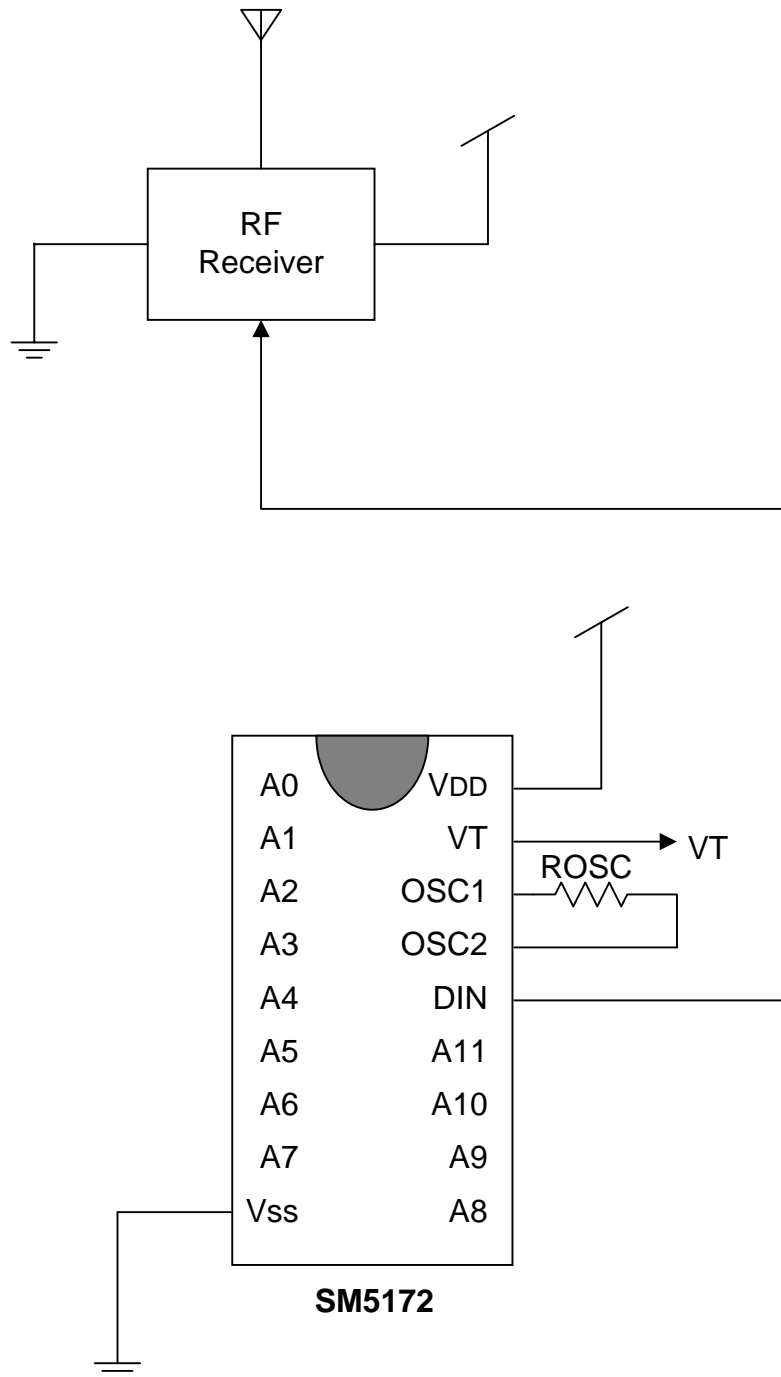 RF
Receiver
A0
VDD
A1
VT
VT
ROSC
A2
OSC1
A3
OSC2
A4
DIN
A5
A11
A6
A10
A7
A9
Vss
A8
SM5172